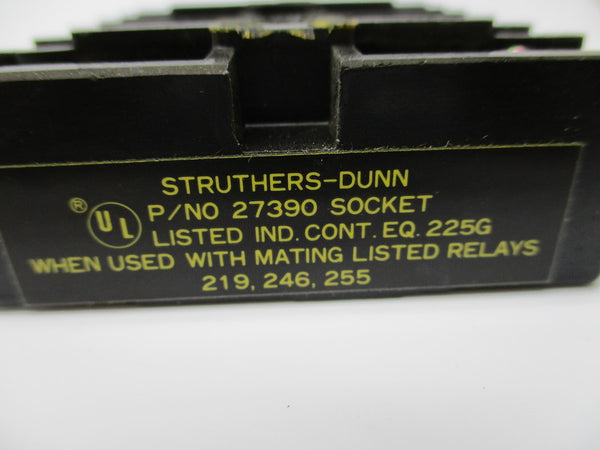 STRUTHERS-DUNN
® UL P/NO 27390 SOCKET
LISTED IND. CONT. EQ. 225G
WHEN USED WITH MATING LISTED RELAYS
219, 246, 255